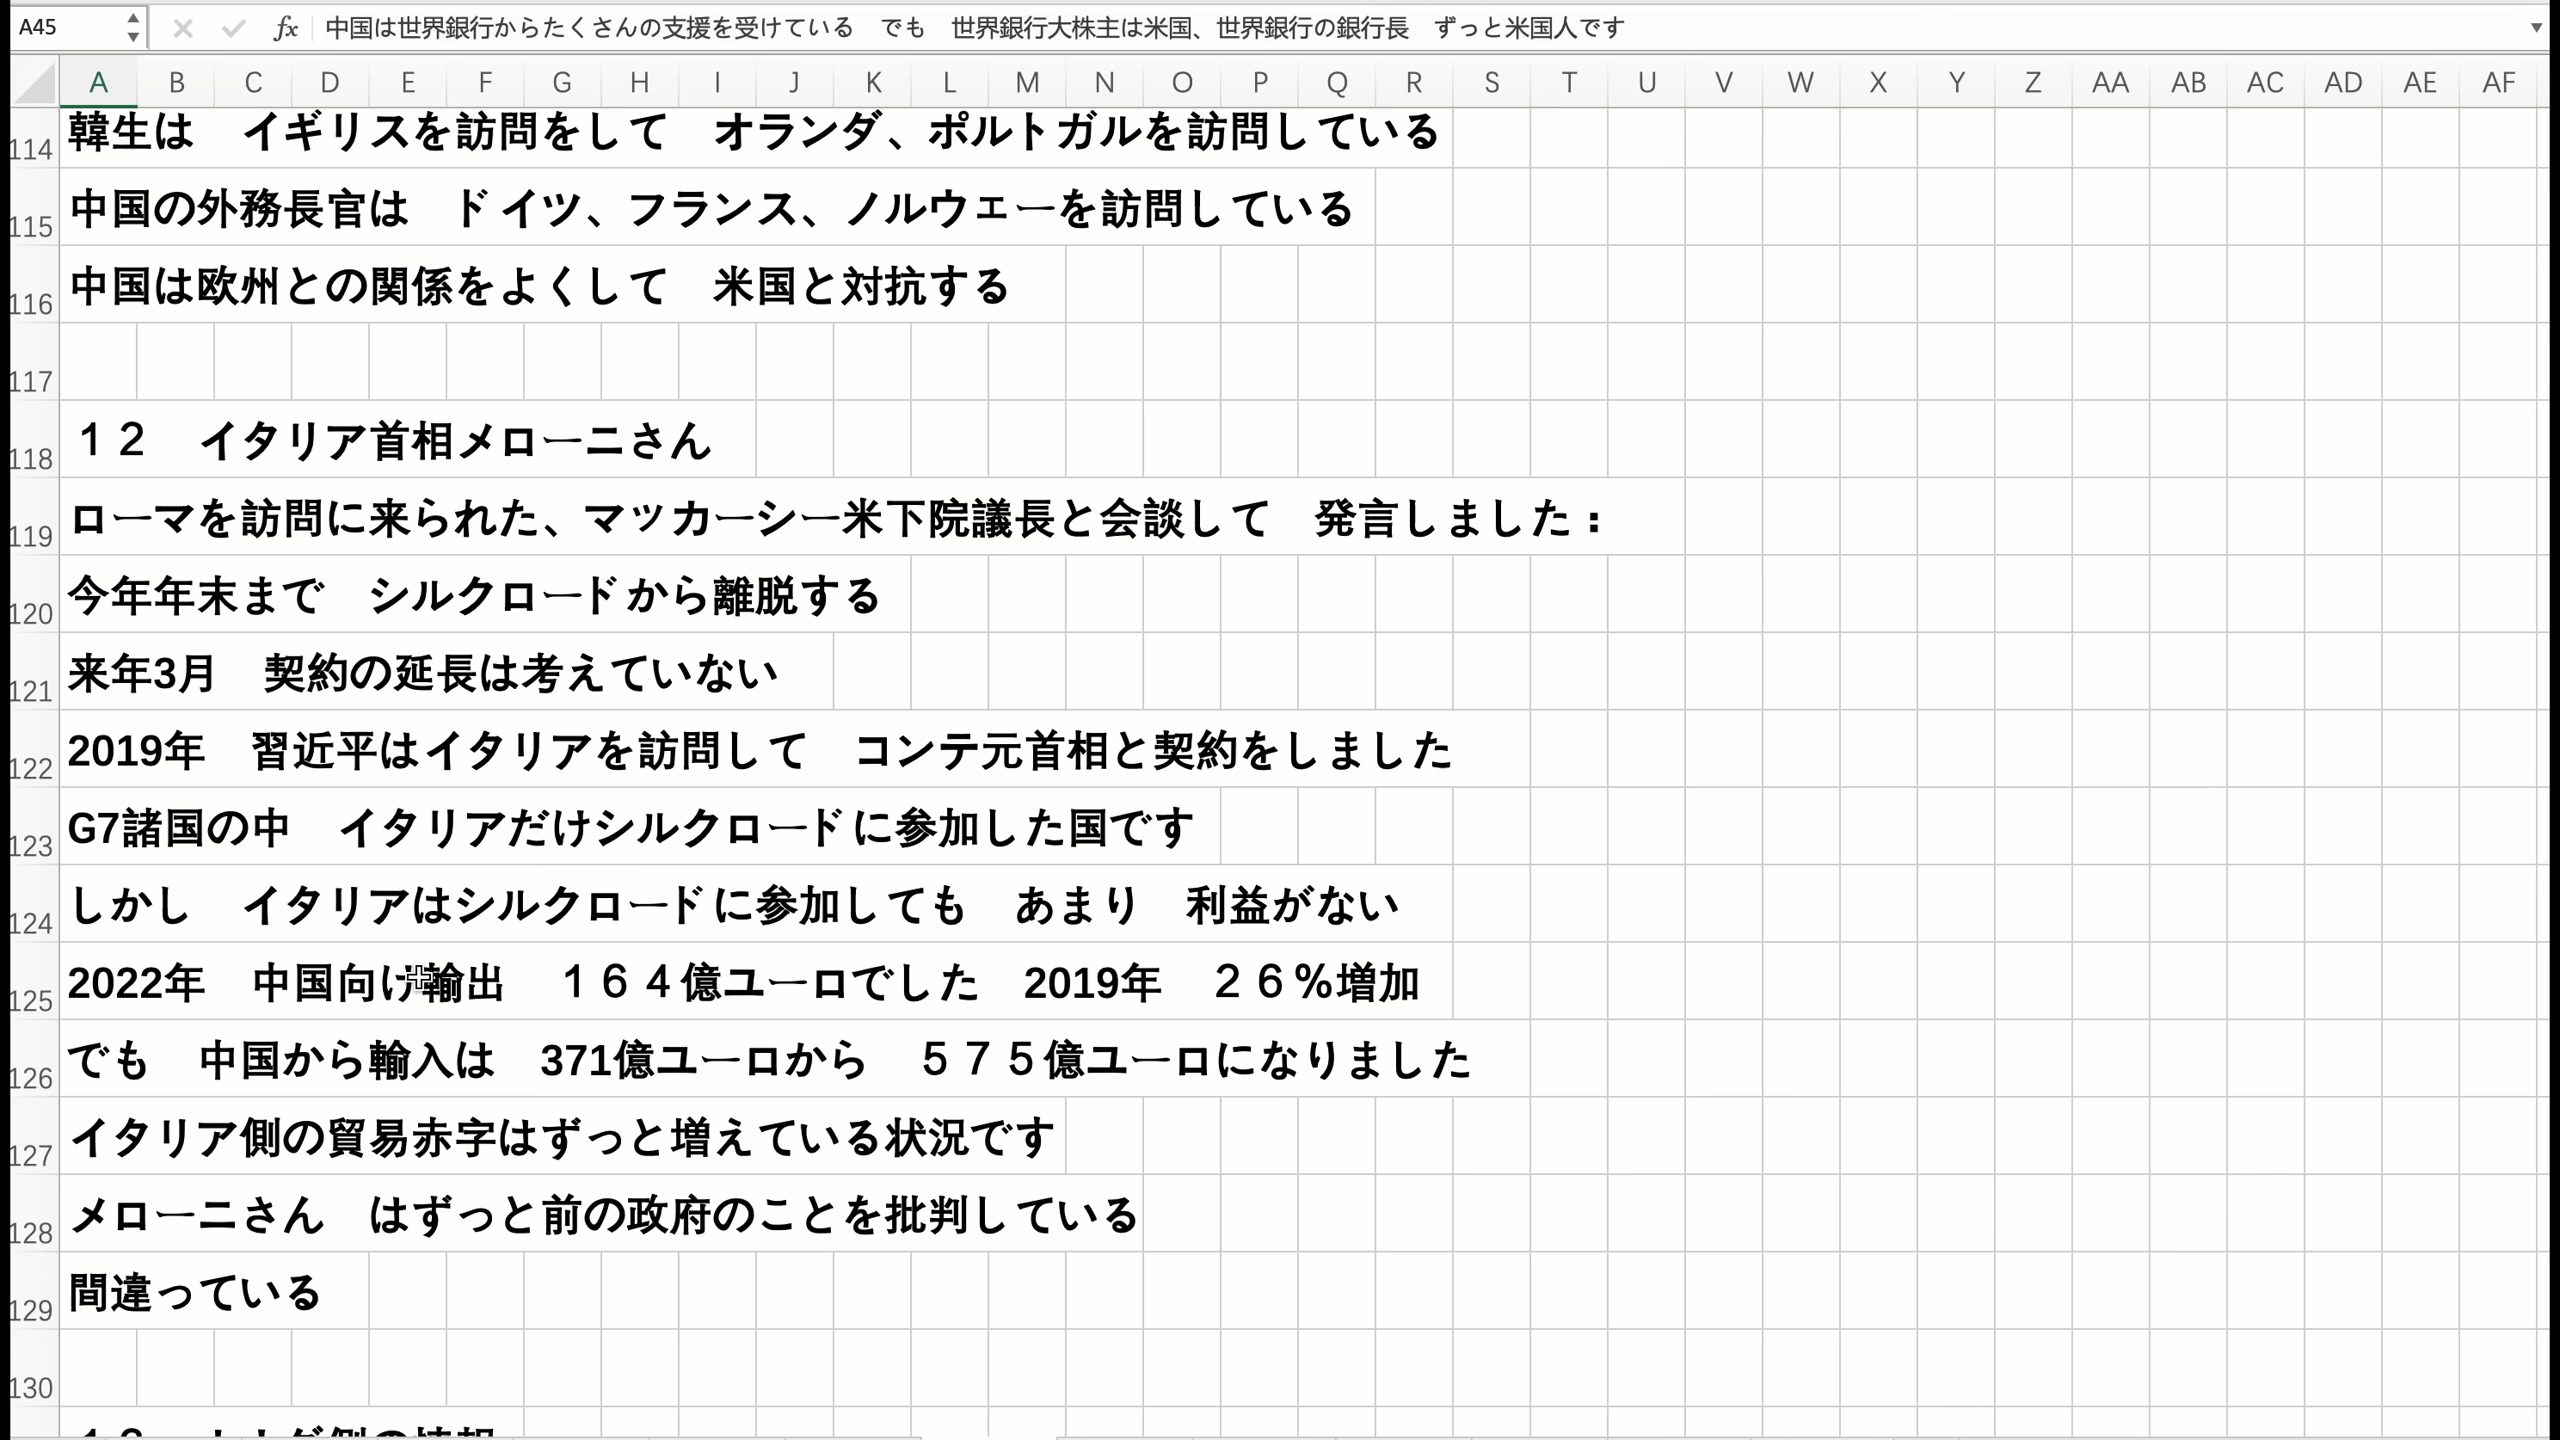 A45 fx 中国は世界銀行からたくさんの支援を受けている　でも　世界銀行大株主は米国、世界銀行の銀行長　ずっと米国人です
A B C D E F G H I J K L M N O P Q R S T U V W X Y Z AA AB AC AD AE AF
114 韓生は　イギリスを訪問をして　オランダ、ポルトガルを訪問している
115 中国の外務長官は　ドイツ、フランス、ノルウェーを訪問している
116 中国は欧州との関係をよくして　米国と対抗する
117
118 １２　イタリア首相メローニさん
119 ローマを訪問に来られた、マッカーシー米下院議長と会談して　発言しました：
120 今年年末まで　シルクロードから離脱する
121 来年3月　契約の延長は考えていない
122 2019年　習近平はイタリアを訪問して　コンテ元首相と契約をしました
123 G7諸国の中　イタリアだけシルクロードに参加した国です
124 しかし　イタリアはシルクロードに参加しても　あまり　利益がない
125 2022年　中国向け輸出　１６４億ユーロでした　2019年　２６％増加
126 でも　中国から輸入は　371億ユーロから　５７５億ユーロになりました
127 イタリア側の貿易赤字はずっと増えている状況です
128 メローニさん　はずっと前の政府のことを批判している
129 間違っている
130